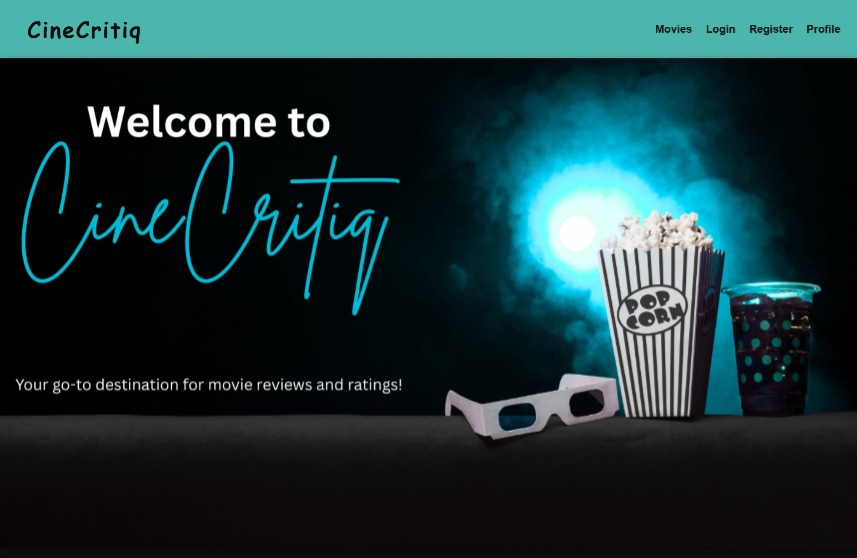 CineCritiq
Movies Login Register Profile
Welcome to
CineCritiq
POP
CORN
Your go-to destination for movie reviews and ratings!